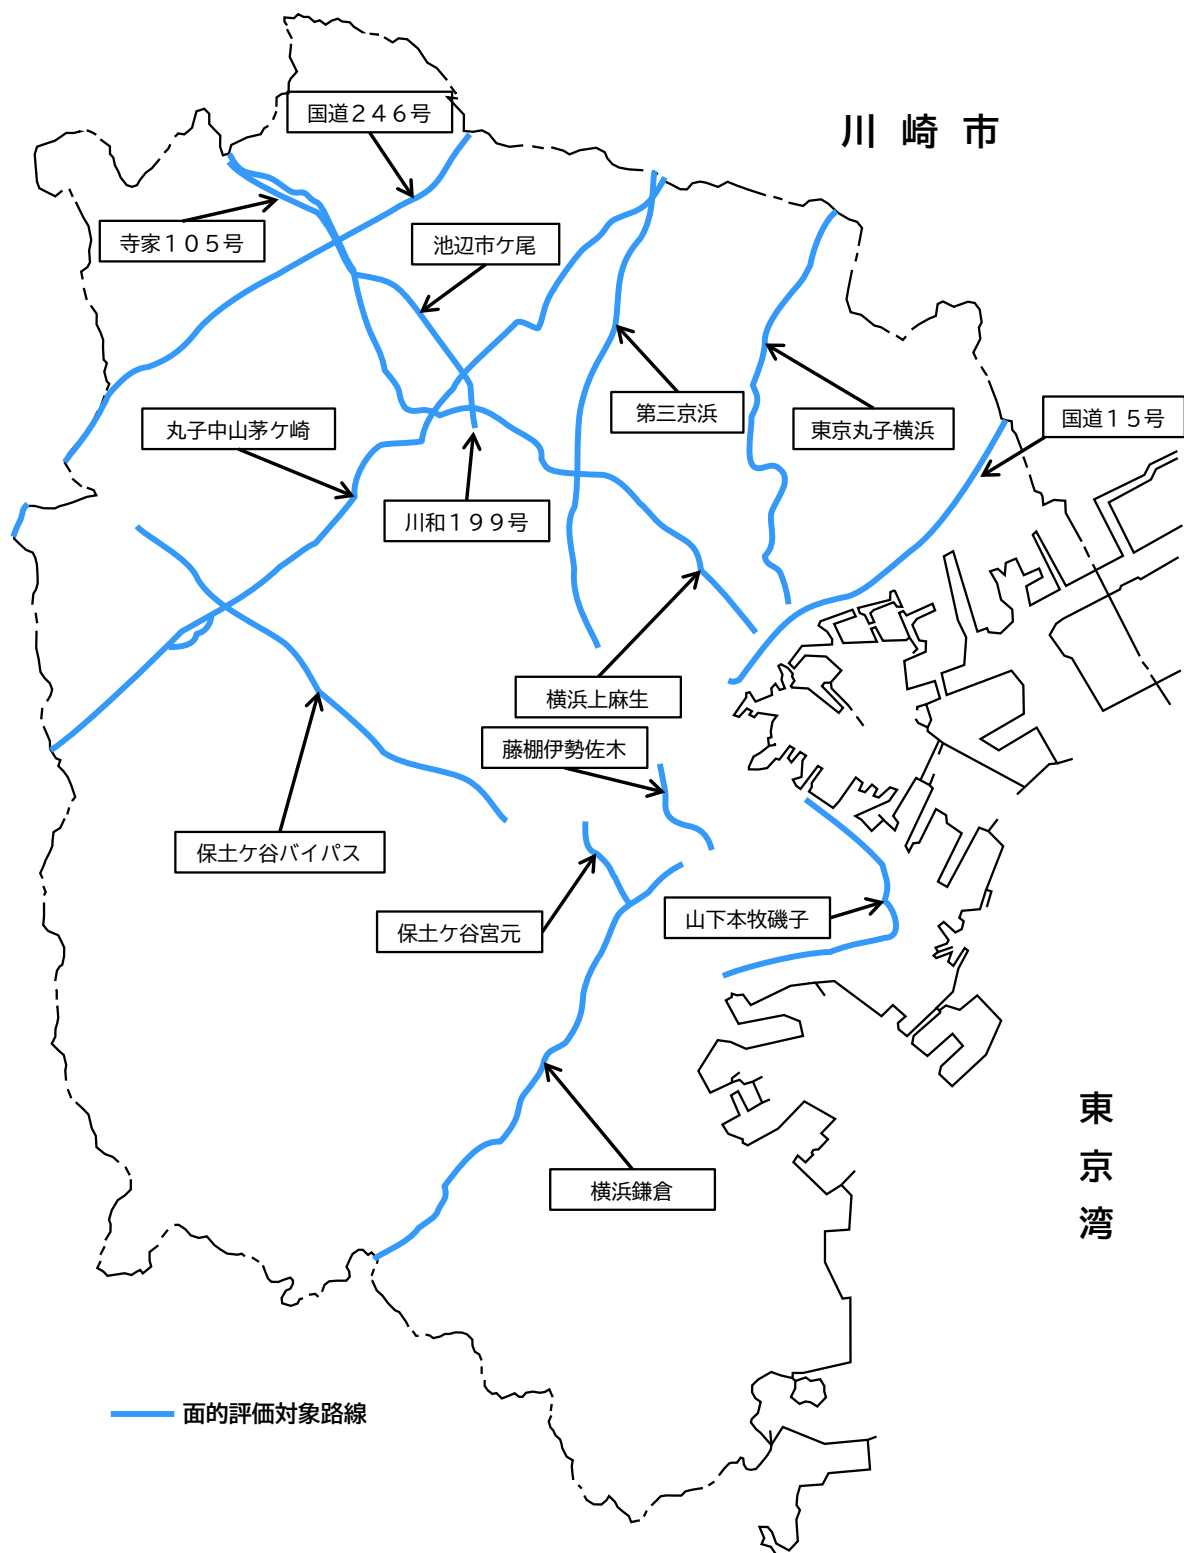 川崎市
国道２４６号
寺家１０５号
池辺市ケ尾
丸子中山茅ケ崎
第三京浜
東京丸子横浜
国道１５号
川和１９９号
横浜上麻生
藤棚伊勢佐木
保土ケ谷バイパス
保土ケ谷宮元
山下本牧磯子
横浜鎌倉
東京湾
面的評価対象路線